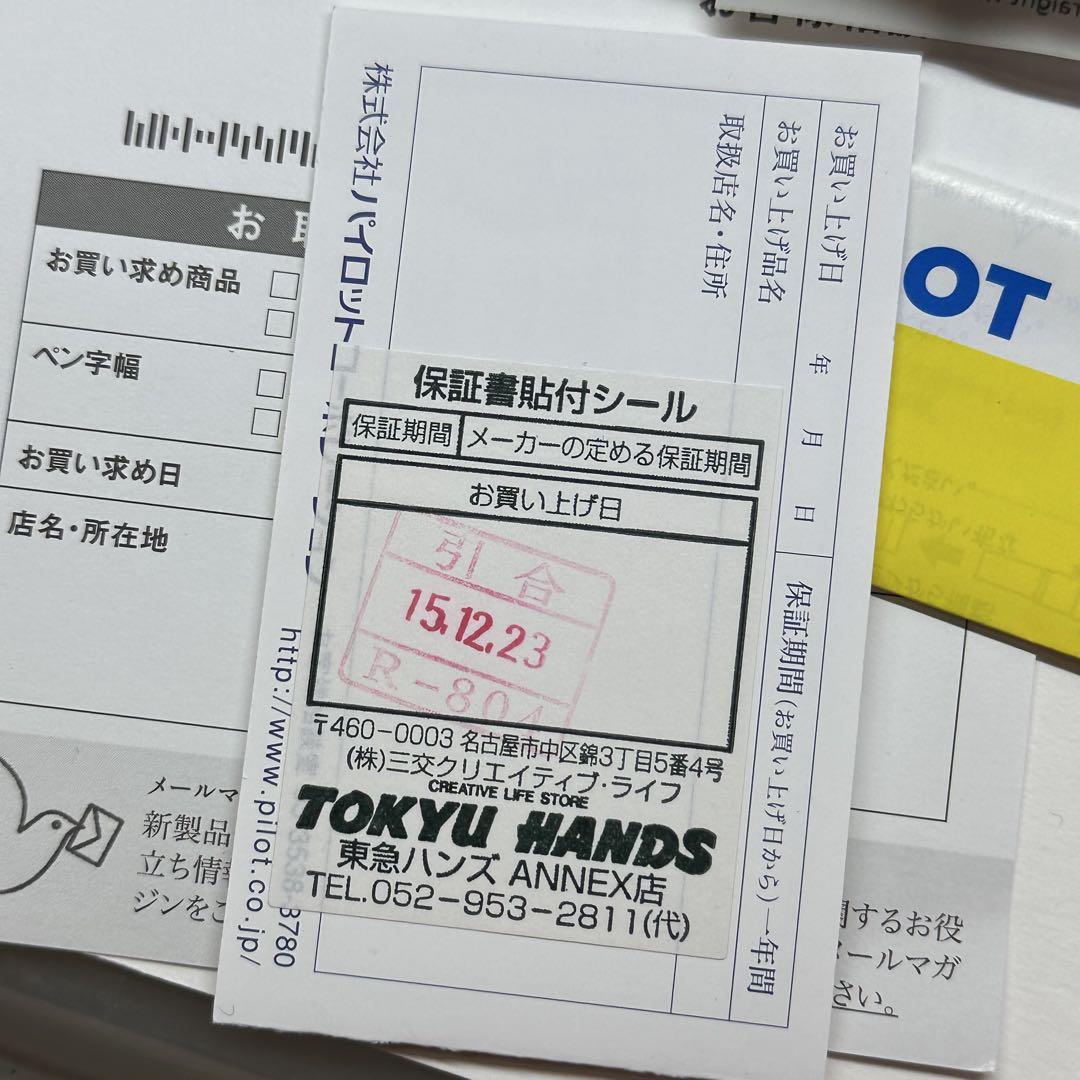 お買い上げ日 年 月 日 保証期間(お買い上げ日から)一年間
お買い上げ品名
取扱店名・住所
株式会社パイロット
http://www.pilot.co.jp/
保証書貼付シール
保証期間 メーカーの定める保証期間
お買い上げ日
引合
15.12.23
R-804
〒460-0003 名古屋市中区錦3丁目5番4号
(株)三交クリエイティブ・ライフ
CREATIVE LIFE STORE
TOKYU HANDS
東急ハンズ ANNEX店
TEL.052-953-2811(代)
お買い求め商品
ペン字幅
お買い求め日
店名・所在地
メールマ
新製品
立ち情
ジンをご
するお役
メールマガ
さい。
OT